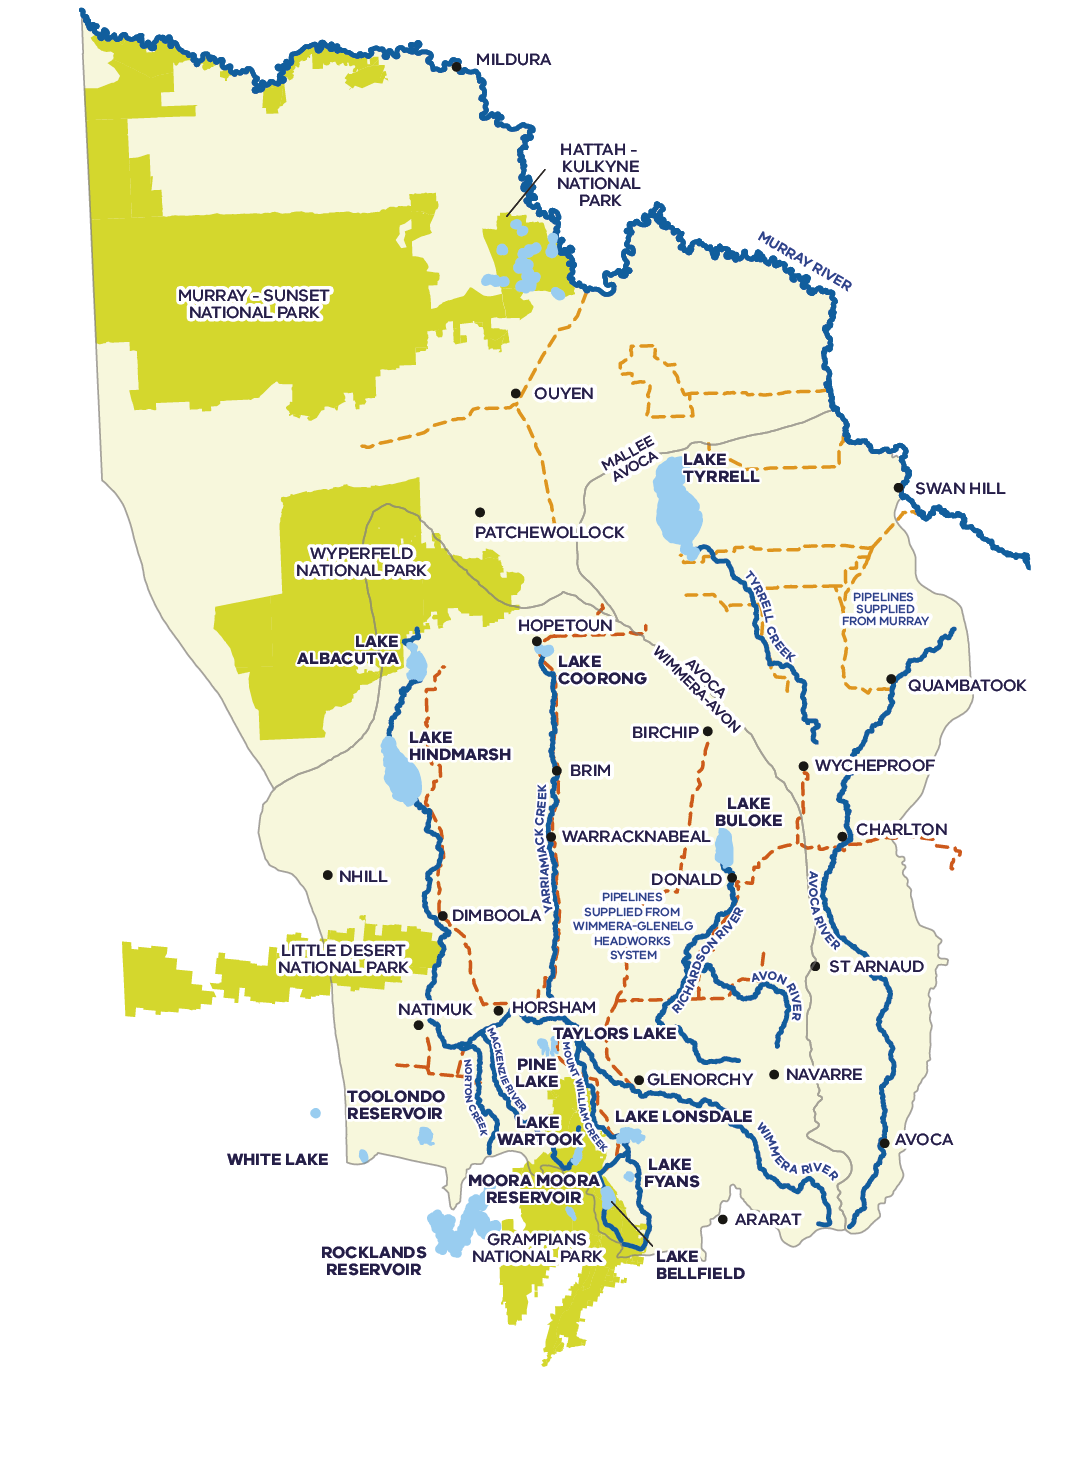 MILDURA
HATTAH -
KULKYNE
NATIONAL
PARK
MURRAY RIVER
MURRAY - SUNSET
NATIONAL PARK
OUYEN
MALLEE
AVOCA
LAKE
TYRRELL
SWAN HILL
PATCHEWOLLOCK
WYPERFELD
NATIONAL PARK
TYRRELL CREEK
PIPELINES
SUPPLIED
FROM MURRAY
HOPETOUN
LAKE
ALBACUTYA
LAKE
COORONG
AVOCA
WIMMERA-AVON
QUAMBATOOK
BIRCHIP
LAKE
HINDMARSH
BRIM
WYCHEPROOF
LAKE
BULOKE
YARRIAMIACK CREEK
WARRACKNABEAL
CHARLTON
NHILL
DONALD
AVOCA RIVER
PIPELINES
SUPPLIED FROM
WIMMERA-GLENELG
HEADWORKS
SYSTEM
DIMBOOLA
RICHARDSON RIVER
LITTLE DESERT
NATIONAL PARK
ST ARNAUD
AVON RIVER
NATIMUK
HORSHAM
TAYLORS LAKE
MACKENZIE RIVER
MOUNT WILLIAM CREEK
NORTON CREEK
PINE
LAKE
GLENORCHY
NAVARRE
TOOLONDO
RESERVOIR
LAKE LONSDALE
LAKE
WARTOOK
WIMMERA RIVER
AVOCA
WHITE LAKE
LAKE
FYANS
MOORA MOORA
RESERVOIR
ARARAT
GRAMPIANS
NATIONAL PARK
ROCKLANDS
RESERVOIR
LAKE
BELLFIELD